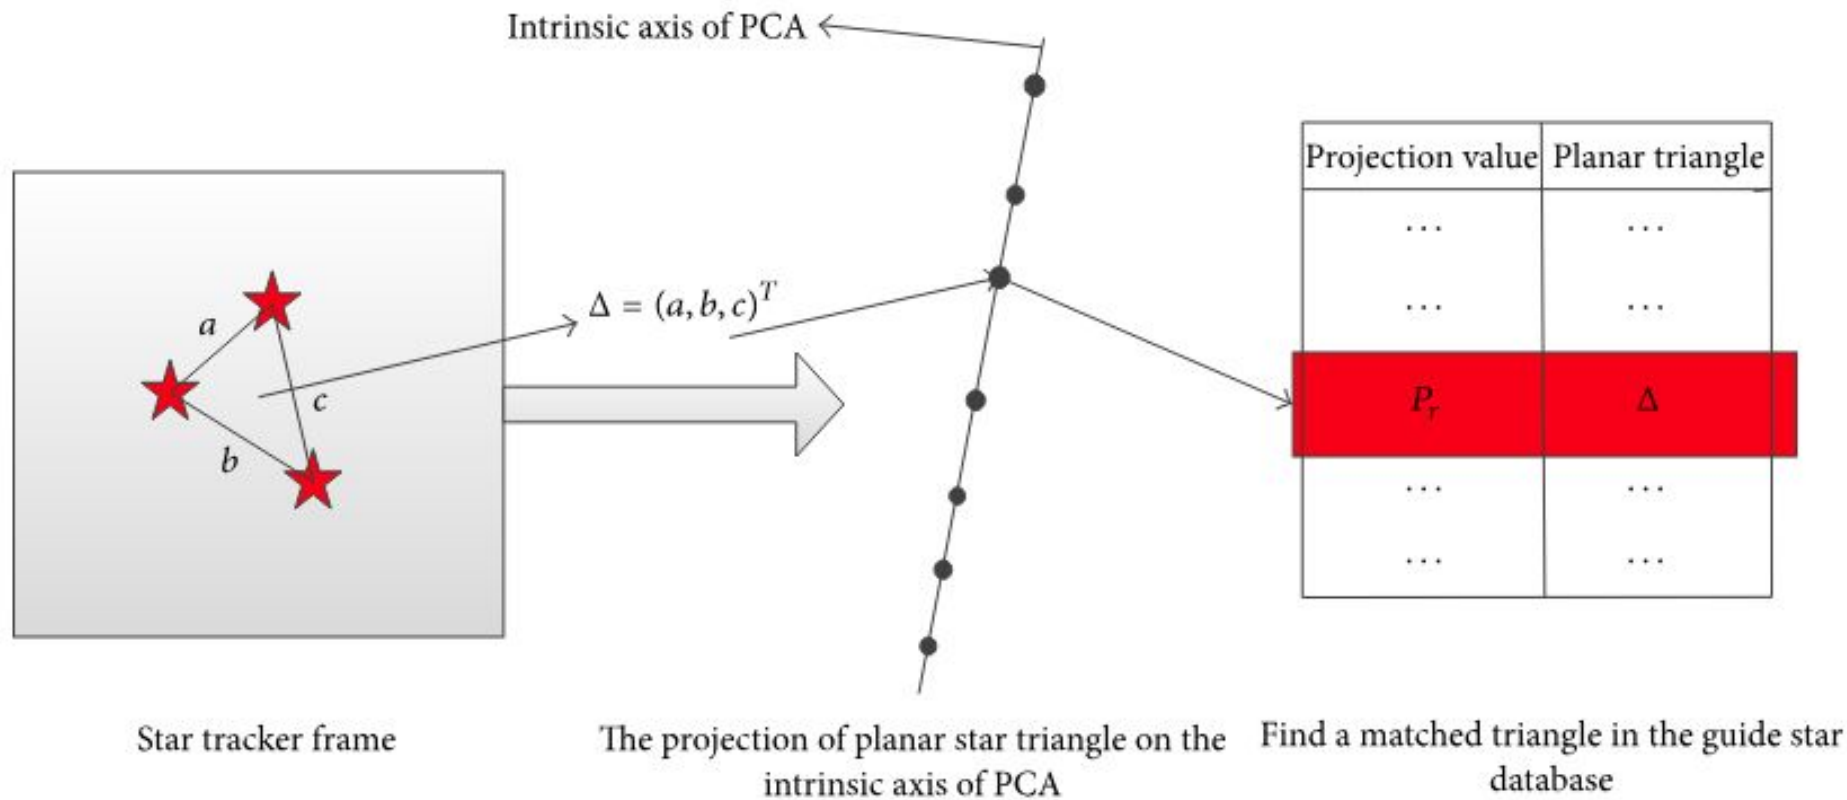 Intrinsic axis of PCA
a
b
c
Δ = (a, b, c)^T
Projection value Planar triangle
... ...
... ...
P_r Δ
... ...
... ...
Star tracker frame
The projection of planar star triangle on the
intrinsic axis of PCA
Find a matched triangle in the guide star
database